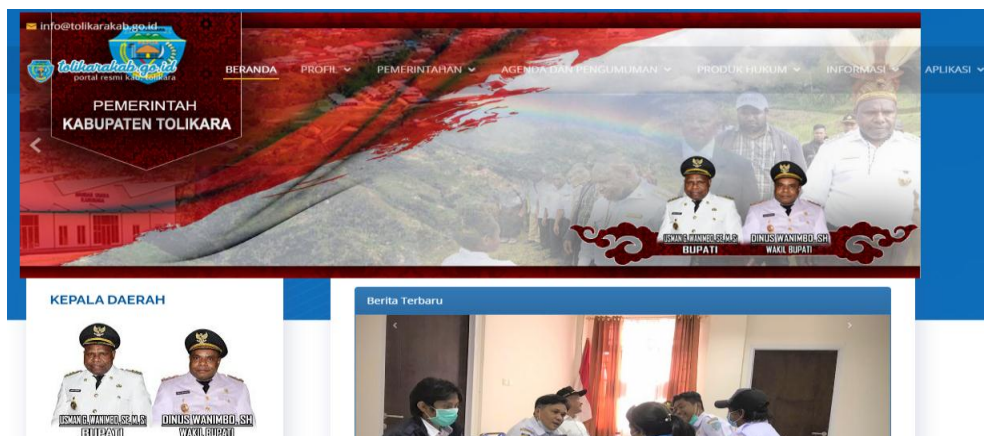 info@tolikarakab.go.id
tolikarakab.go.id
portal resmi kab tolikara
BERANDA PROFIL PEMERINTAHAN AGENDA DAN PENGUMUMAN PRODUK HUKUM INFORMASI APLIKASI
PEMERINTAH
KABUPATEN TOLIKARA
USMAN G. WANIMBO, SE, M, Si
BUPATI
DINUS WANIMBO, SH
WAKIL BUPATI
KEPALA DAERAH
Berita Terbaru
USMAN G. WANIMBO, SE, M, Si
BUPATI
DINUS WANIMBO, SH
WAKIL BUPATI